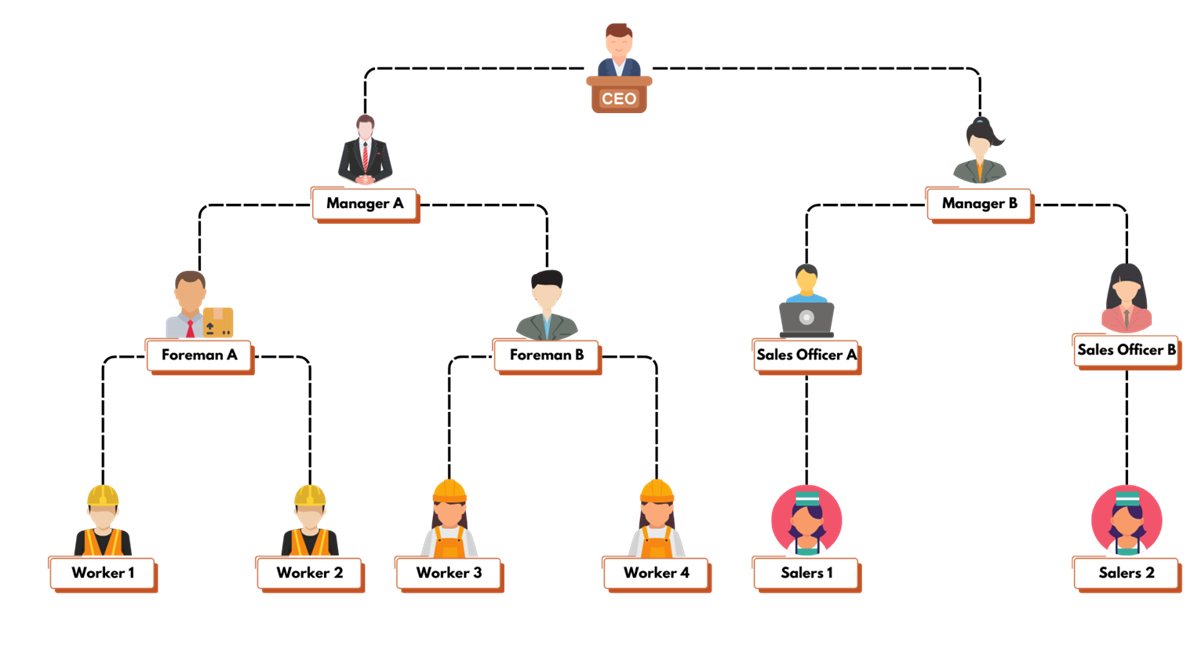 CEO
Manager A
Manager B
Foreman A
Foreman B
Sales Officer A
Sales Officer B
Worker 1
Worker 2
Worker 3
Worker 4
Salers 1
Salers 2